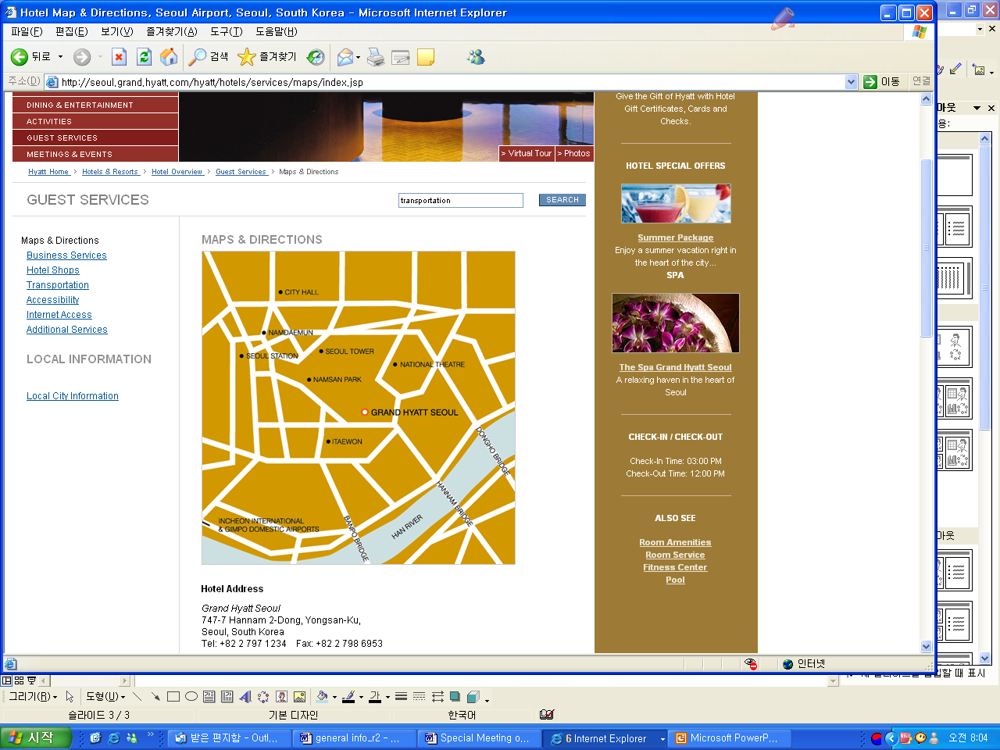 Hotel Map & Directions, Seoul Airport, Seoul, South Korea - Microsoft Internet Explorer
파일(F) 편집(E) 보기(V) 즐겨찾기(A) 도구(T) 도움말(H)
뒤로 검색 즐겨찾기
주소(D) http://seoul.grand.hyatt.com/hyatt/hotels/services/maps/index.jsp 이동 연결
DINING & ENTERTAINMENT
ACTIVITIES
GUEST SERVICES
MEETINGS & EVENTS
> Virtual Tour > Photos
Hyatt Home > Hotels & Resorts > Hotel Overview > Guest Services > Maps & Directions
GUEST SERVICES
transportation SEARCH
Maps & Directions
Business Services
Hotel Shops
Transportation
Accessibility
Internet Access
Additional Services
LOCAL INFORMATION
Local City Information
MAPS & DIRECTIONS
CITY HALL
NAMDAEMUN
SEOUL STATION
SEOUL TOWER
NATIONAL THEATRE
NAMSAN PARK
GRAND HYATT SEOUL
ITAEWON
DONGHO BRIDGE
HANNAM BRIDGE
BANPO BRIDGE
HAN RIVER
INCHEON INTERNATIONAL
& GIMPO DOMESTIC AIRPORTS
Hotel Address
Grand Hyatt Seoul
747-7 Hannam 2-Dong, Yongsan-Ku,
Seoul, South Korea
Tel: +82 2 797 1234 Fax: +82 2 798 6953
Give the Gift of Hyatt with Hotel
Gift Certificates, Cards and
Checks.
HOTEL SPECIAL OFFERS
Summer Package
Enjoy a summer vacation right in
the heart of the city...
SPA
The Spa Grand Hyatt Seoul
A relaxing haven in the heart of
Seoul
CHECK-IN / CHECK-OUT
Check-In Time: 03:00 PM
Check-Out Time: 12:00 PM
ALSO SEE
Room Amenities
Room Service
Fitness Center
Pool
인터넷
그리기(R) 도형(U) 가
슬라이드 3 / 3 기본 디자인 한국어
시작 받은 편지함 - Outl... general info_r2 - ... Special Meeting o... 6 Internet Explorer Microsoft PowerP... 오전 8:04